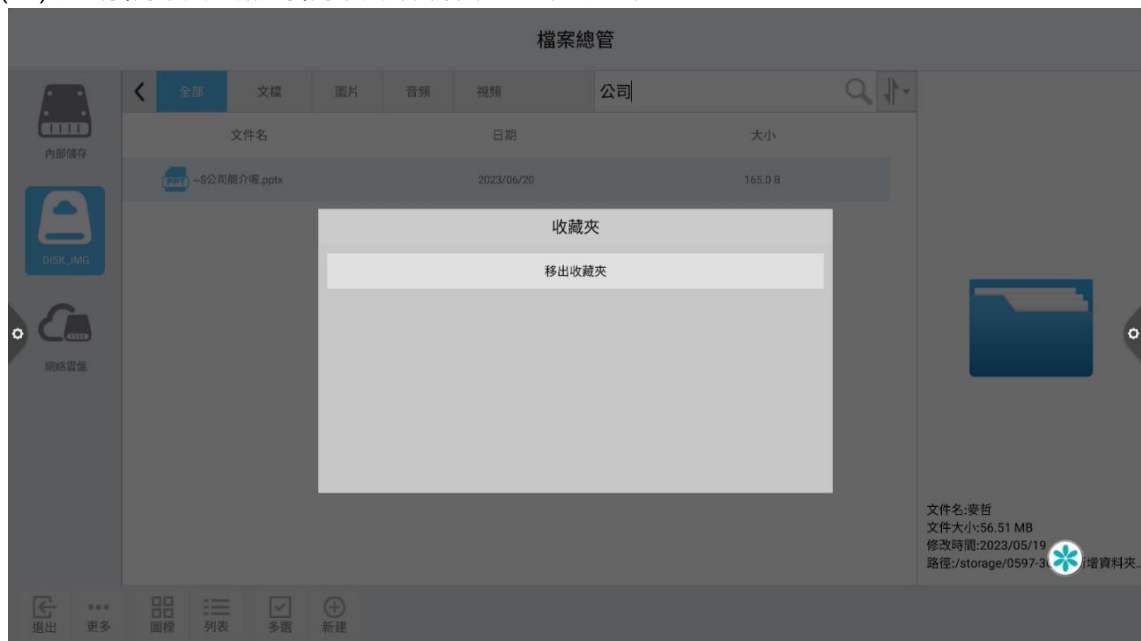 檔案總管
全部 文檔 圖片 音頻 視頻 公司
文件名 日期 大小
內部儲存
PPT ~$公司簡介喔.pptx 2023/06/20 165.0 B
收藏夾
DISK_IMG
移出收藏夾
網絡雲盤
文件名:麥哲
文件大小:56.51 MB
修改時間:2023/05/19
路徑:/storage/0597-3 增資料夾...
退出 更多 圖標 列表 多選 新建